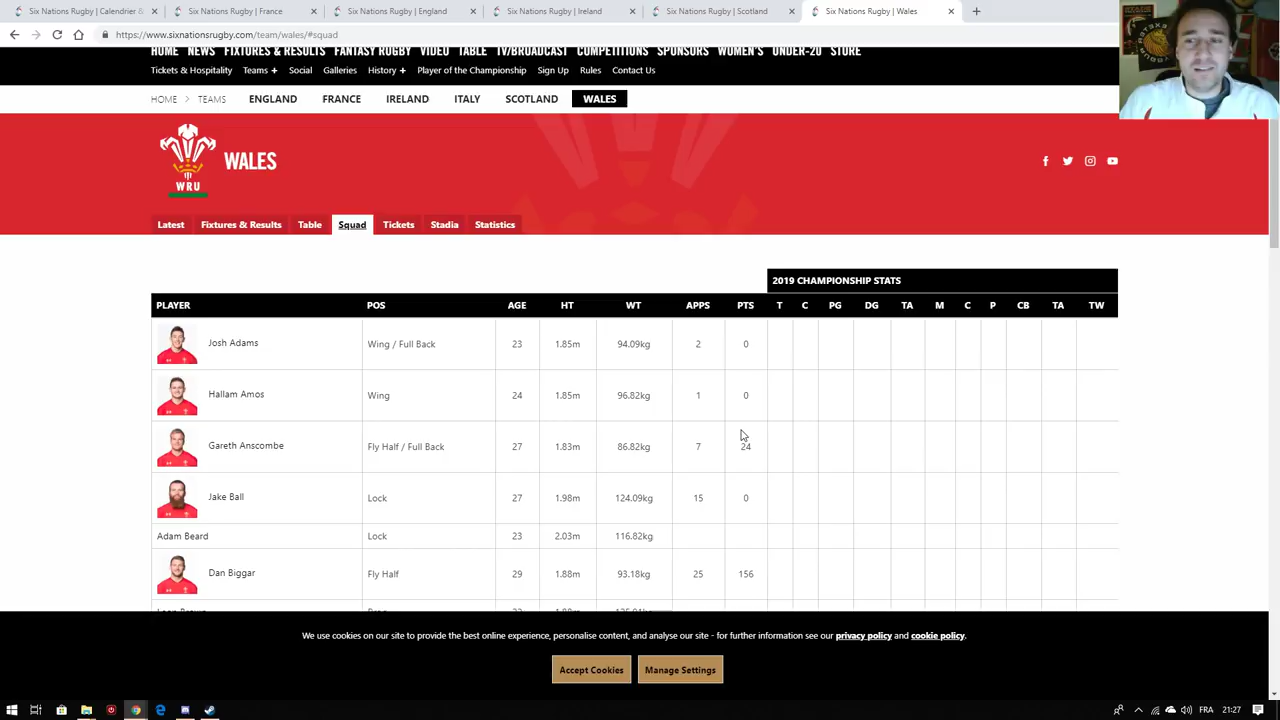 Six Nations Rugby | Calendrier &
Six Nations Rugby | France
Six Nations Rugby | England
Six Nations Rugby | Ireland
Six Nations Rugby | Scotland
Six Nations Rugby | Wales
https://www.sixnationsrugby.com/team/wales/#squad
HOME NEWS FIXTURES & RESULTS FANTASY RUGBY VIDEO TABLE TV/BROADCAST COMPETITIONS SPONSORS WOMEN'S UNDER-20 STORE
Tickets & Hospitality Teams + Social Galleries History + Player of the Championship Sign Up Rules Contact Us
HOME > TEAMS ENGLAND FRANCE IRELAND ITALY SCOTLAND WALES
WALES
WRU
Latest Fixtures & Results Table Squad Tickets Stadia Statistics
2019 CHAMPIONSHIP STATS
PLAYER POS AGE HT WT APPS PTS T C PG DG TA M C P CB TA TW
Josh Adams Wing / Full Back 23 1.85m 94.09kg 2 0
Hallam Amos Wing 24 1.85m 96.82kg 1 0
Gareth Anscombe Fly Half / Full Back 27 1.83m 86.82kg 7 24
Jake Ball Lock 27 1.98m 124.09kg 15 0
Adam Beard Lock 23 2.03m 116.82kg
Dan Biggar Fly Half 29 1.88m 93.18kg 25 156
We use cookies on our site to provide the best online experience, personalise content, and analyse our site - for further information see our privacy policy and cookie policy.
Accept Cookies Manage Settings
FRA 21:27